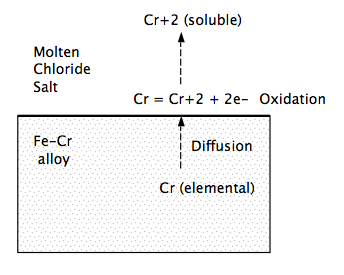 Cr+2 (soluble)
Molten
Chloride
Salt
Cr = Cr+2 + 2e- Oxidation
Fe-Cr
alloy
Diffusion
Cr (elemental)